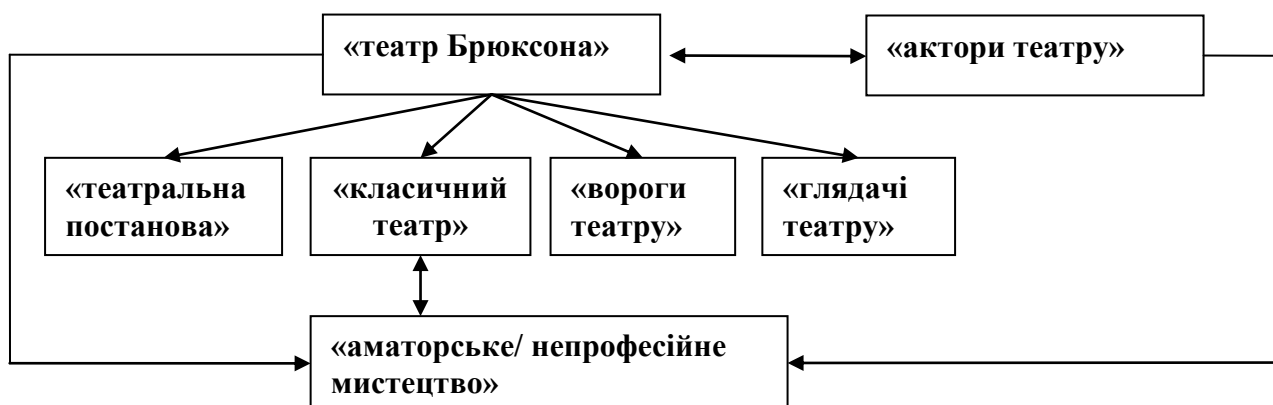 «театр Брюксона»
«актори театру»
«театральна
постанова»
«класичний
театр»
«вороги
театру»
«глядачі
театру»
«аматорське/ непрофесійне
мистецтво»